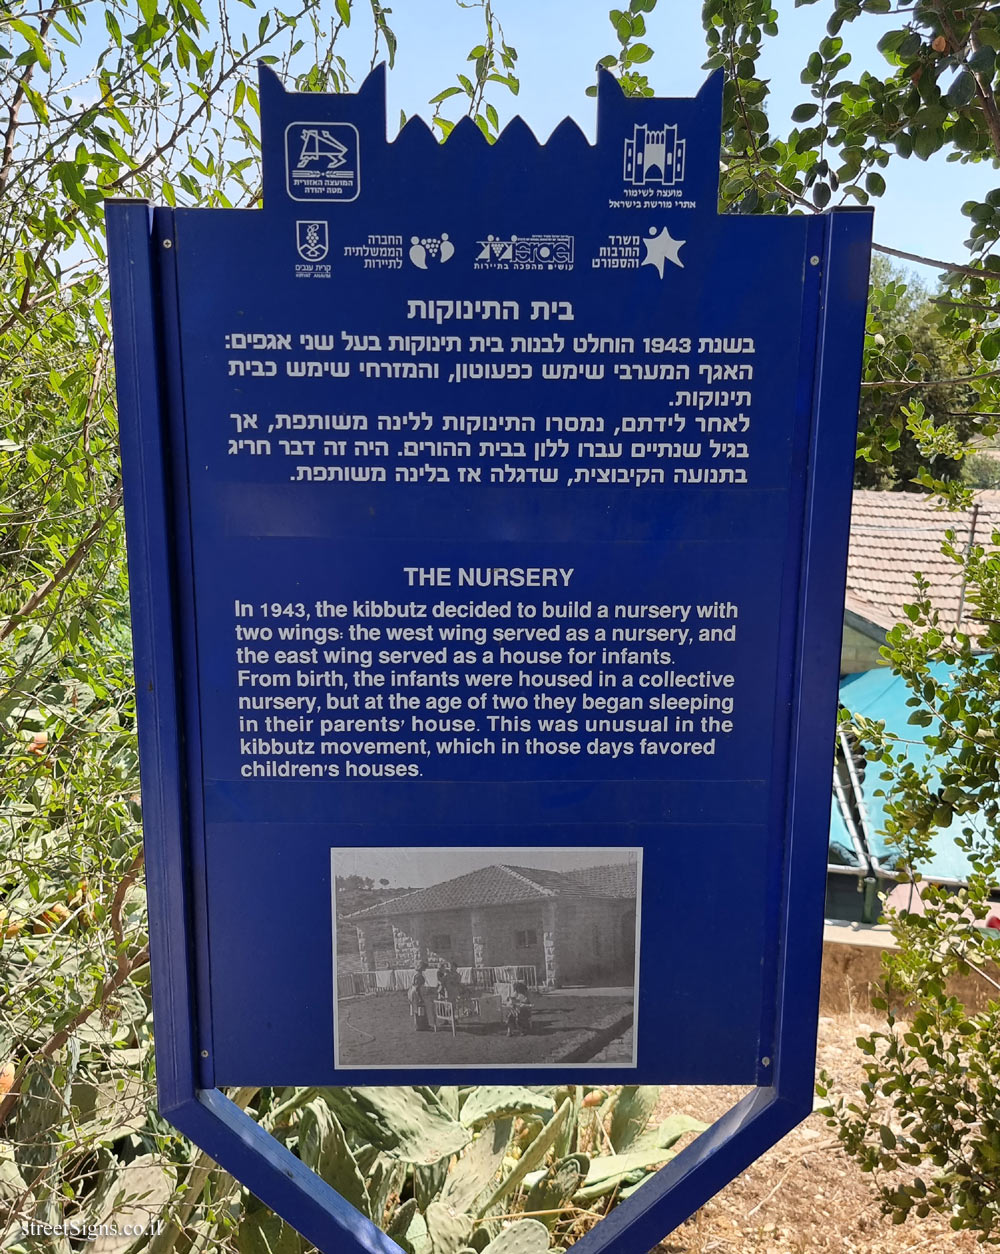 המועצה האזורית
מטה יהודה
מועצה לשימור
אתרי מורשת בישראל
קרית ענבים
החברה
הממשלתית
לתיירות
israel
עושים מהפכה בתיירות
משרד
התרבות
והספורט
בית התינוקות
בשנת 1943 הוחלט לבנות בית תינוקות בעל שני אגפים:
האגף המערבי שימש כפעוטון, והמזרחי שימש כבית
תינוקות.
לאחר לידתם, נמסרו התינוקות ללינה משותפת, אך
בגיל שנתיים עברו ללון בבית ההורים. היה זה דבר חריג
בתנועה הקיבוצית, שדגלה אז בלינה משותפת.
THE NURSERY
In 1943, the kibbutz decided to build a nursery with
two wings: the west wing served as a nursery, and
the east wing served as a house for infants.
From birth, the infants were housed in a collective
nursery, but at the age of two they began sleeping
in their parents' house. This was unusual in the
kibbutz movement, which in those days favored
children's houses.
StreetSigns.co.il